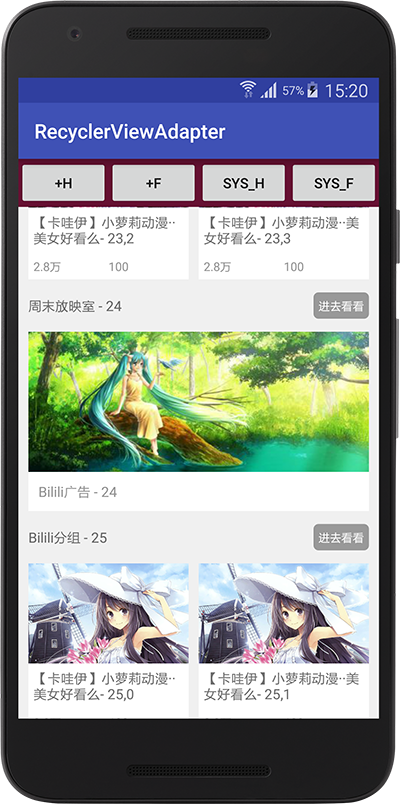 57% 15:20
RecyclerViewAdapter
+H +F SYS_H SYS_F
【卡哇伊】小萝莉动漫··
美女好看么- 23,2
2.8万 100
【卡哇伊】小萝莉动漫··
美女好看么- 23,3
2.8万 100
周末放映室 - 24 进去看看
Bilili广告 - 24
Bilili分组 - 25 进去看看
【卡哇伊】小萝莉动漫··
美女好看么- 25,0
【卡哇伊】小萝莉动漫··
美女好看么- 25,1